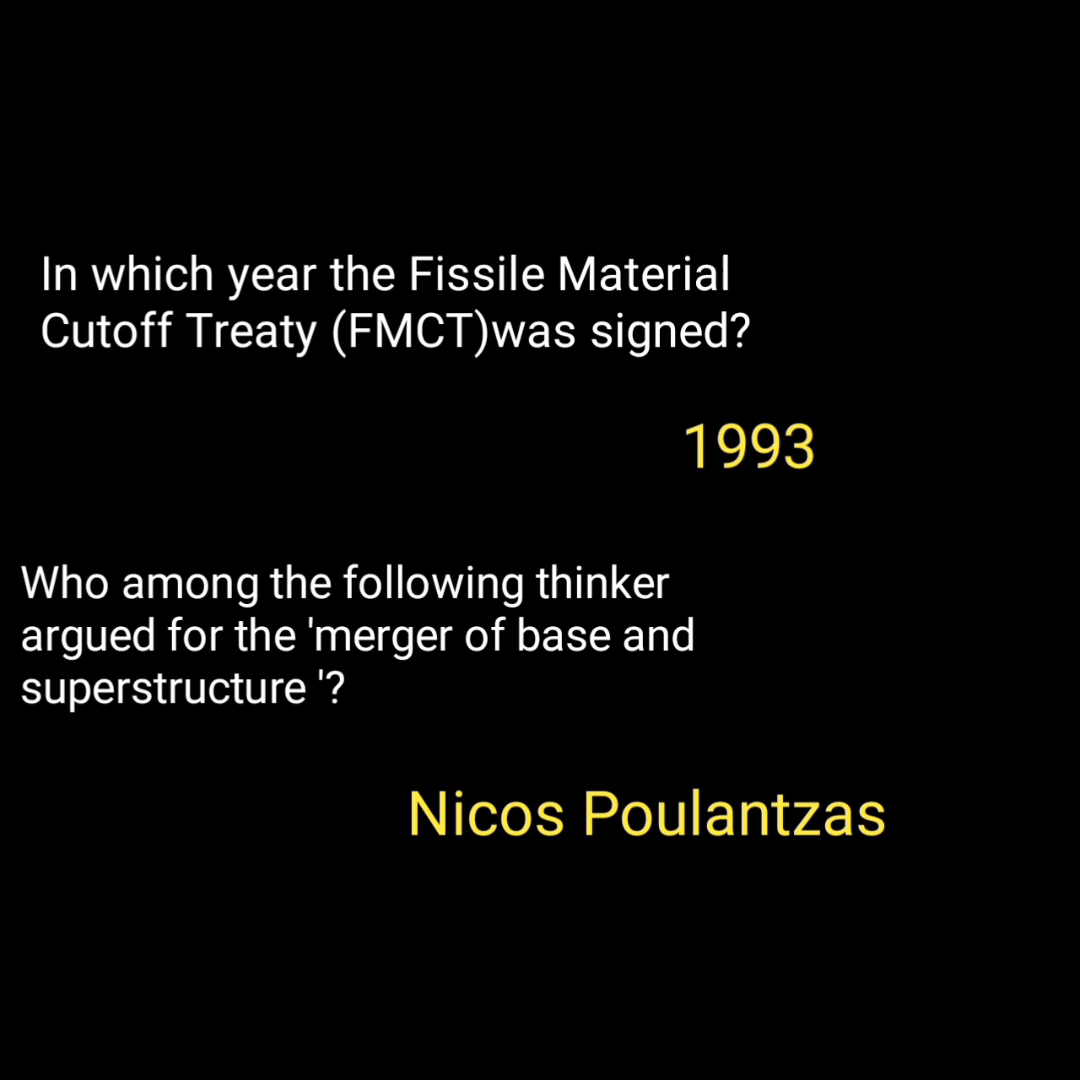 In which year the Fissile Material
Cutoff Treaty (FMCT)was signed?
1993
Who among the following thinker
argued for the 'merger of base and
superstructure '?
Nicos Poulantzas